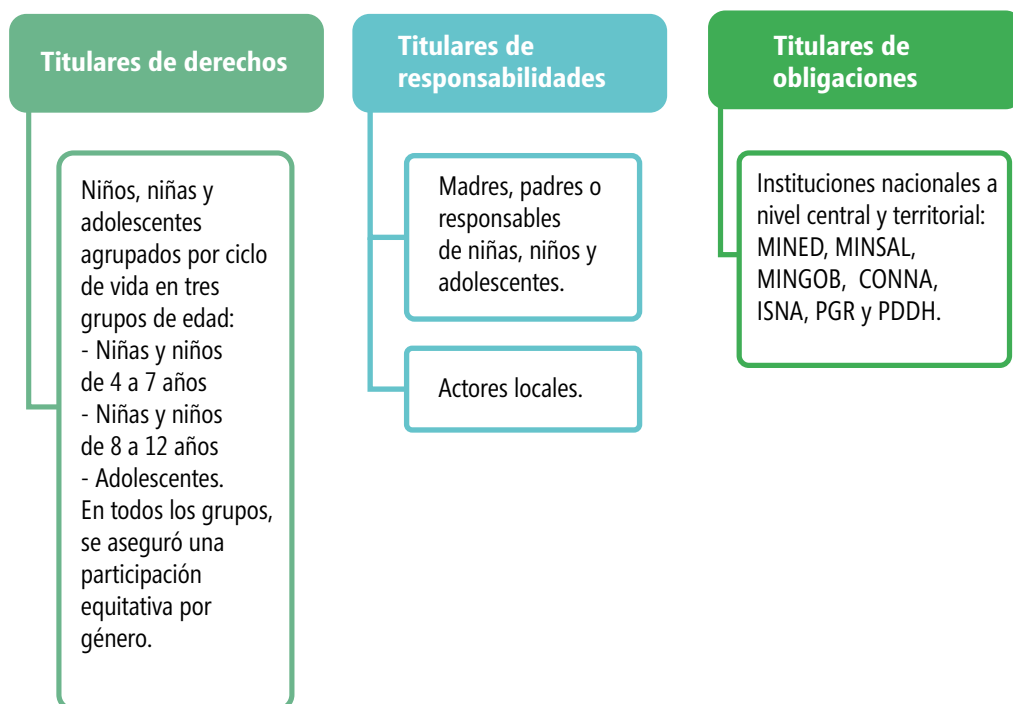 Titulares de derechos
Niños, niñas y
adolescentes
agrupados por ciclo
de vida en tres
grupos de edad:
- Niñas y niños
de 4 a 7 años
- Niñas y niños
de 8 a 12 años
- Adolescentes.
En todos los grupos,
se aseguró una
participación
equitativa por
género.
Titulares de
responsabilidades
Madres, padres o
responsables
de niñas, niños y
adolescentes.
Actores locales.
Titulares de
obligaciones
Instituciones nacionales a
nivel central y territorial:
MINED, MINSAL,
MINGOB, CONNA,
ISNA, PGR y PDDH.